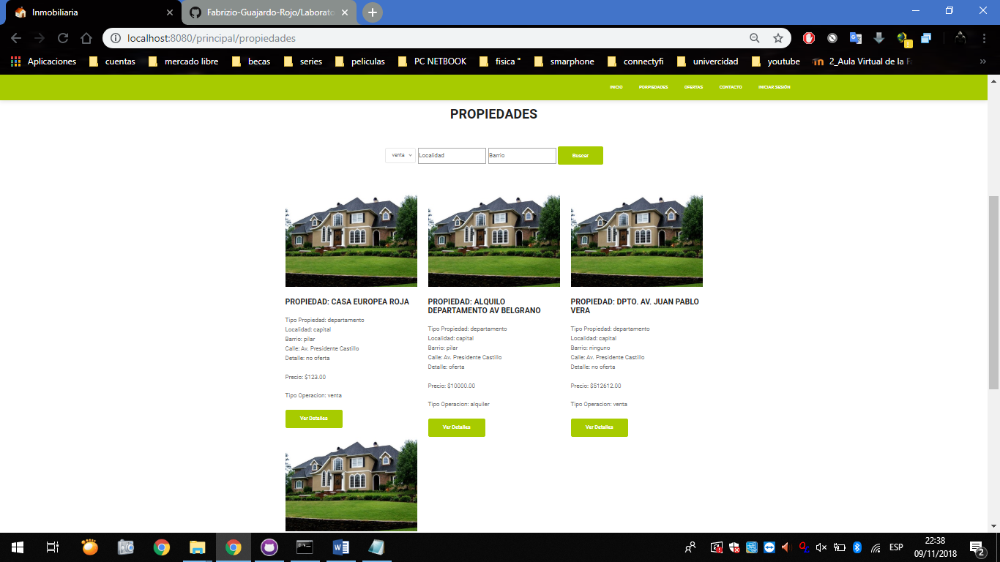 Inmobiliaria
Fabrizio-Guajardo-Rojo/Laborato
localhost:8080/principal/propiedades
Aplicaciones cuentas mercado libre becas series peliculas PC NETBOOK fisica " smarphone connectyfi univercidad youtube 2_Aula Virtual de la Fa »
INICIO PORPIEDADES OFERTAS CONTACTO INICIAR SESIÓN
PROPIEDADES
venta Localidad Barrio Buscar
PROPIEDAD: CASA EUROPEA ROJA
Tipo Propiedad: departamento
Localidad: capital
Barrio: pilar
Calle: Av. Presidente Castillo
Detalle: no oferta
Precio: $123.00
Tipo Operacion: venta
Ver Detalles
PROPIEDAD: ALQUILO
DEPARTAMENTO AV BELGRANO
Tipo Propiedad: departamento
Localidad: capital
Barrio: pilar
Calle: Av. Presidente Castillo
Detalle: oferta
Precio: $10000.00
Tipo Operacion: alquiler
Ver Detalles
PROPIEDAD: DPTO. AV. JUAN PABLO
VERA
Tipo Propiedad: departamento
Localidad: capital
Barrio: ninguno
Calle: Av. Presidente Castillo
Detalle: no oferta
Precio: $512612.00
Tipo Operacion: venta
Ver Detalles
ESP
22:38
09/11/2018
2